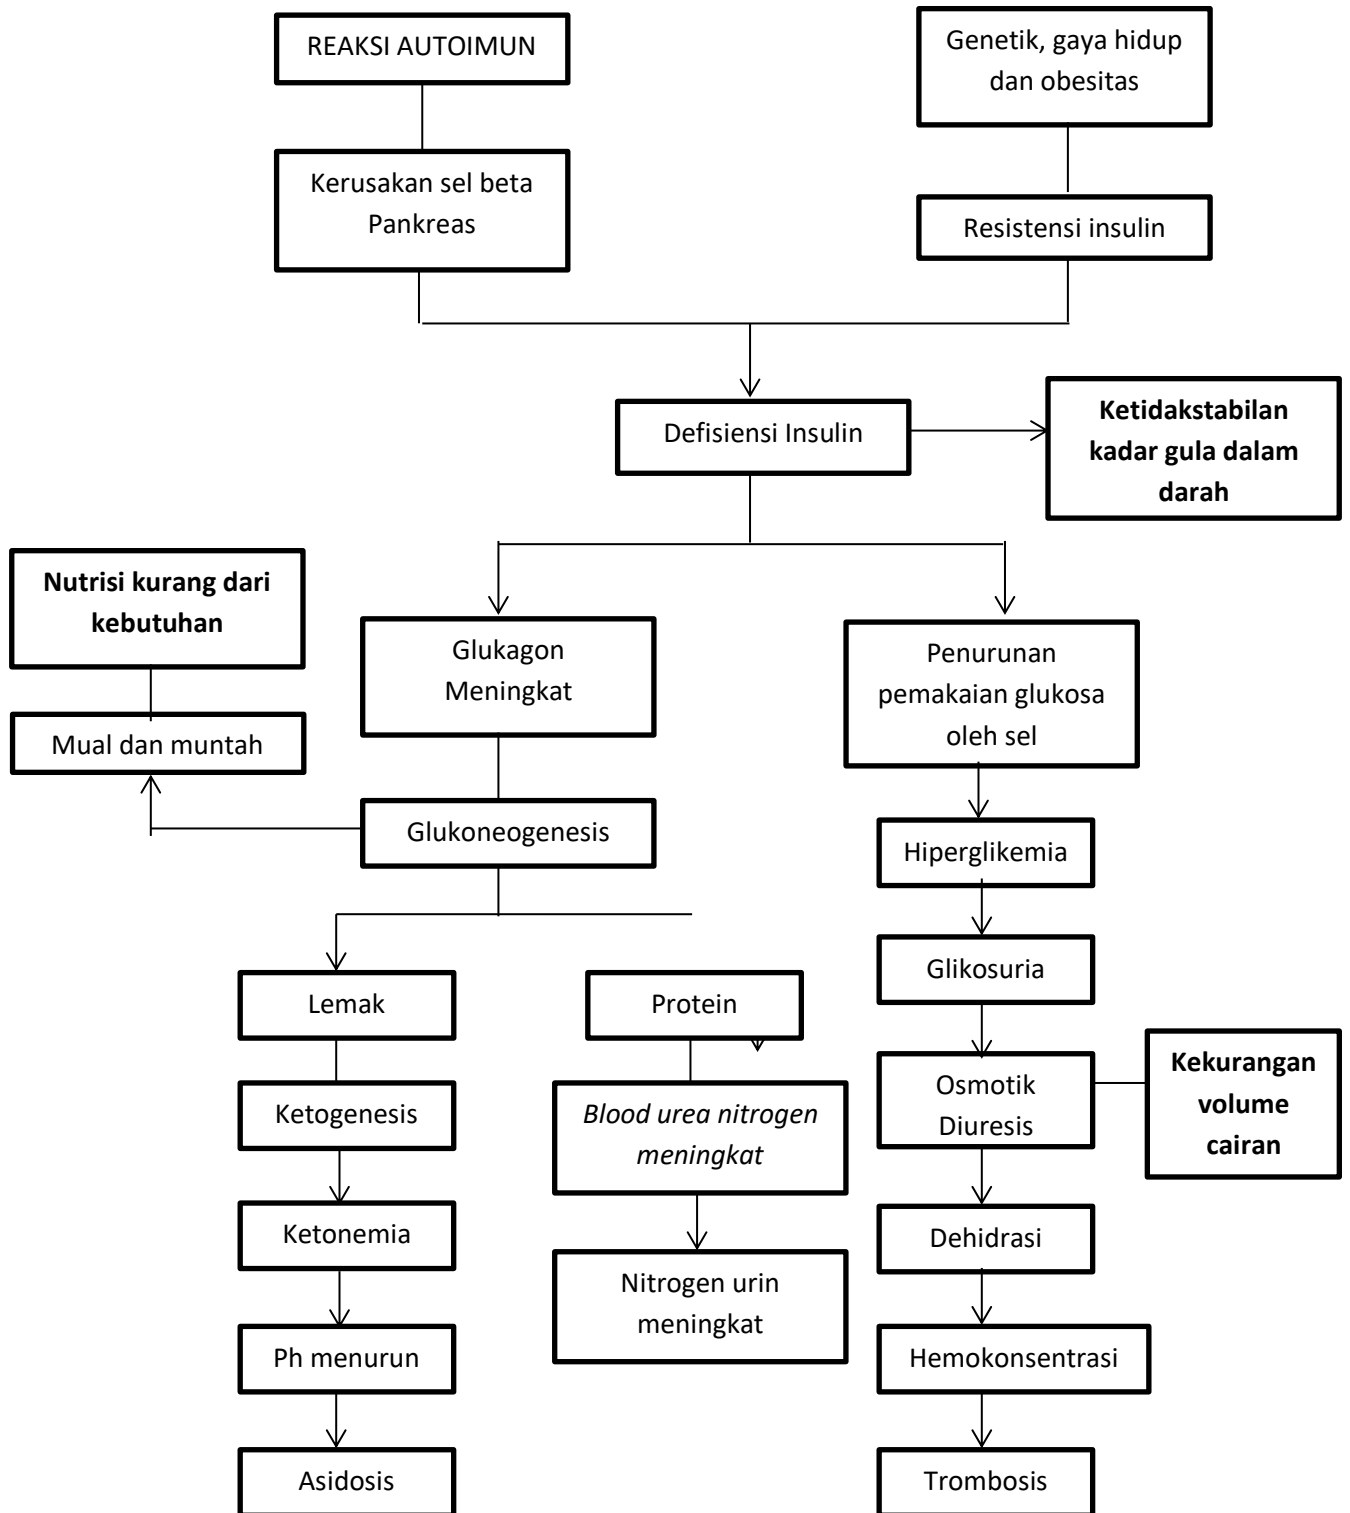 REAKSI AUTOIMUN
Genetik, gaya hidup
dan obesitas
Kerusakan sel beta
Pankreas
Resistensi insulin
Defisiensi Insulin
Ketidakstabilan
kadar gula dalam
darah
Nutrisi kurang dari
kebutuhan
Glukagon
Meningkat
Penurunan
pemakaian glukosa
oleh sel
Mual dan muntah
Glukoneogenesis
Hiperglikemia
Glikosuria
Lemak
Protein
Osmotik
Diuresis
Kekurangan
volume
cairan
Ketogenesis
Blood urea nitrogen
meningkat
Ketonemia
Dehidrasi
Nitrogen urin
meningkat
Ph menurun
Hemokonsentrasi
Asidosis
Trombosis